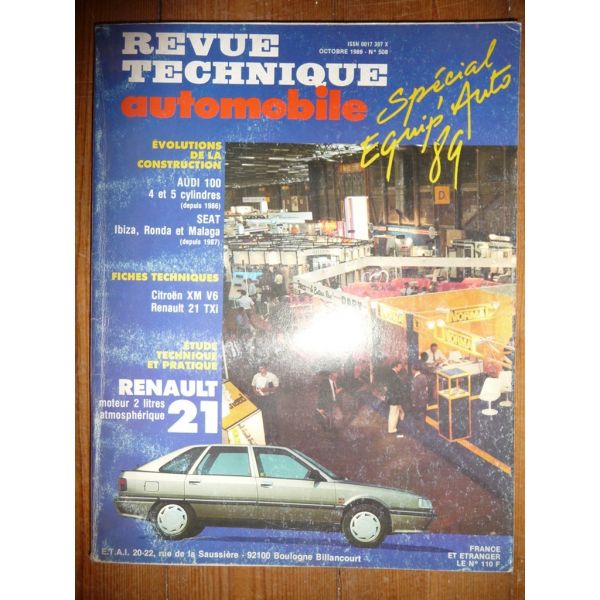 REVUE
TECHNIQUE
automobile
ISSN 0017 307 X
OCTOBRE 1989 - N° 508
Spécial
Equip'Auto
89
ÉVOLUTIONS
DE LA
CONSTRUCTION
AUDI 100
4 et 5 cylindres
(depuis 1986)
SEAT
Ibiza, Ronda et Malaga
(depuis 1987)
FICHES TECHNIQUES
Citroën XM V6
Renault 21 TXi
ÉTUDE
TECHNIQUE
ET PRATIQUE
RENAULT
moteur 2 litres
atmosphérique
21
D
NORMA
NORMA
E.T.A.I. 20-22, rue de la Saussière - 92100 Boulogne Billancourt
FRANCE
ET ETRANGER
LE N° 110 F